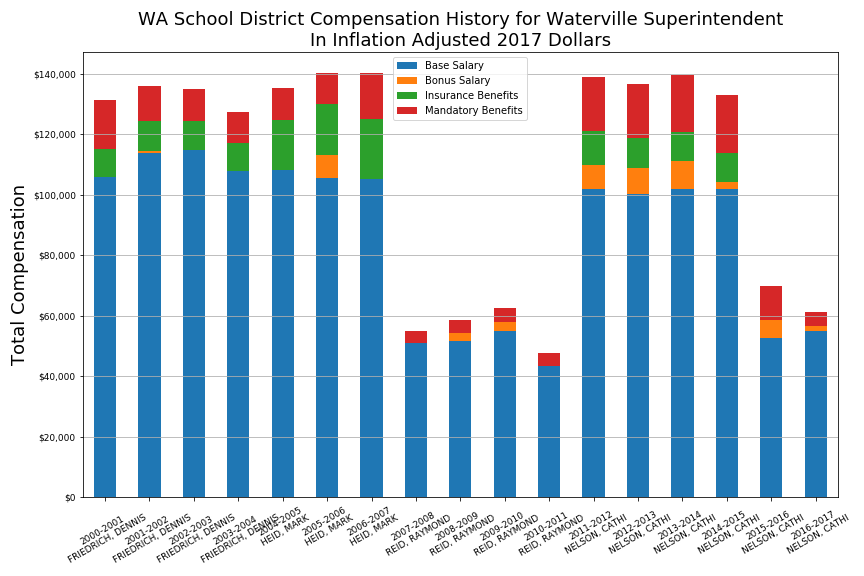 WA School District Compensation History for Waterville Superintendent
In Inflation Adjusted 2017 Dollars
Base Salary
Bonus Salary
Insurance Benefits
Mandatory Benefits
Total Compensation
$140,000
$120,000
$100,000
$80,000
$60,000
$40,000
$20,000
$0
2000-2001
FRIEDRICH, DENNIS
2001-2002
FRIEDRICH, DENNIS
2002-2003
FRIEDRICH, DENNIS
2003-2004
FRIEDRICH, DENNIS
2004-2005
HEID, MARK
2005-2006
HEID, MARK
2006-2007
HEID, MARK
2007-2008
REID, RAYMOND
2008-2009
REID, RAYMOND
2009-2010
REID, RAYMOND
2010-2011
REID, RAYMOND
2011-2012
NELSON, CATHI
2012-2013
NELSON, CATHI
2013-2014
NELSON, CATHI
2014-2015
NELSON, CATHI
2015-2016
NELSON, CATHI
2016-2017
NELSON, CATHI